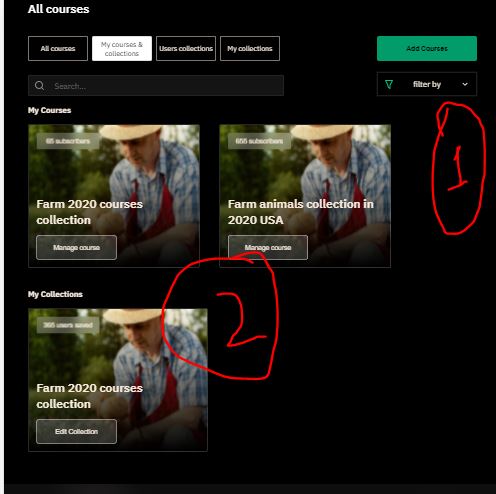 All courses
All courses
My courses &
collections
Users collections
My collections
Add Courses
Search...
filter by
My Courses
65 subscribers
Farm 2020 courses
collection
Manage course
655 subscribers
Farm animals collection in
2020 USA
Manage course
1
My Collections
365 users saved
Farm 2020 courses
collection
Edit Collection
2